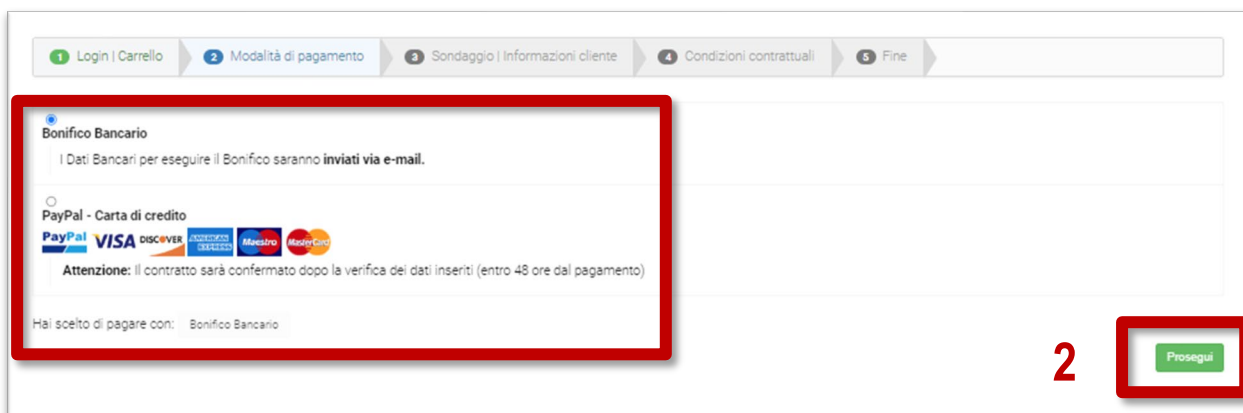 1 Login | Carrello 2 Modalità di pagamento 3 Sondaggio | Informazioni cliente 4 Condizioni contrattuali 5 Fine
Bonifico Bancario
I Dati Bancari per eseguire il Bonifico saranno inviati via e-mail.
PayPal - Carta di credito
PayPal VISA DISCOVER AMERICAN EXPRESS Maestro MasterCard
Attenzione: Il contratto sarà confermato dopo la verifica dei dati inseriti (entro 48 ore dal pagamento)
Hai scelto di pagare con: Bonifico Bancario
2 Prosegui